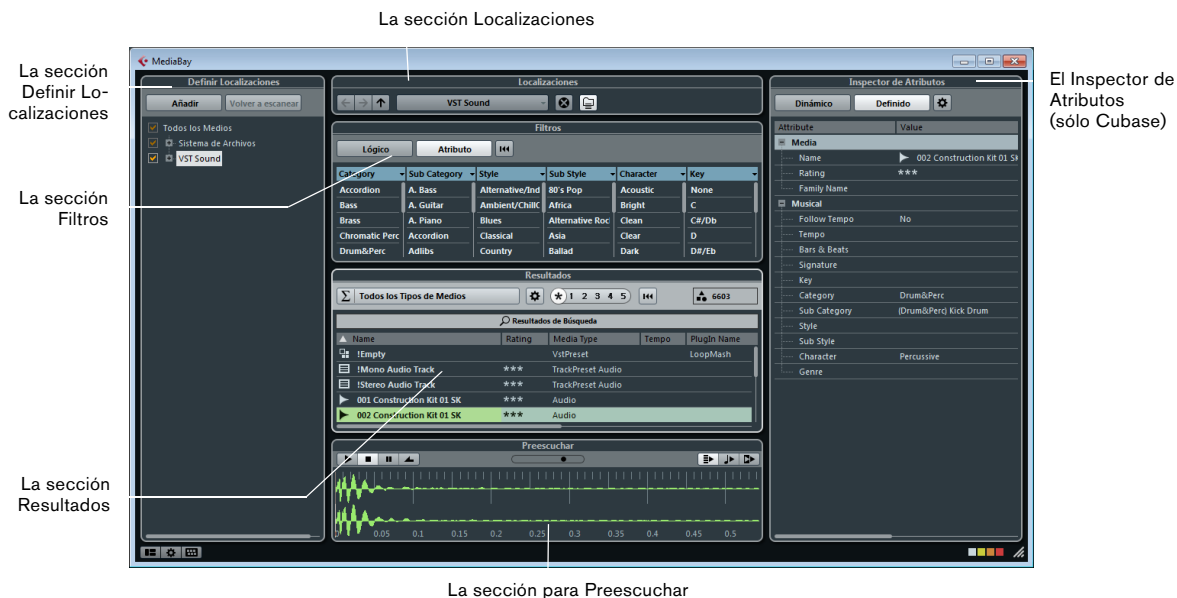 La sección Localizaciones
La sección
Definir Lo-
calizaciones
La sección
Filtros
La sección
Resultados
MediaBay
Definir Localizaciones
Añadir Volver a escanear
Todos los Medios
Sistema de Archivos
VST Sound
Localizaciones
VST Sound
Filtros
Lógico Atributo
Category Sub Category Style Sub Style Character Key
Accordion A. Bass Alternative/Ind 80's Pop Acoustic None
Bass A. Guitar Ambient/ChillC Africa Bright C
Brass A. Piano Blues Alternative Roc Clean C#/Db
Chromatic Perc Accordion Classical Asia Clear D
Drum&Perc Adlibs Country Ballad Dark D#/Eb
Resultados
Todos los Tipos de Medios * 1 2 3 4 5 6603
Resultados de Búsqueda
Name Rating Media Type Tempo PlugIn Name
!Empty VstPreset LoopMash
!Mono Audio Track *** TrackPreset Audio
!Stereo Audio Track *** TrackPreset Audio
001 Construction Kit 01 SK *** Audio
002 Construction Kit 01 SK *** Audio
Preescuchar
0.05 0.1 0.15 0.2 0.25 0.3 0.35 0.4 0.45 0.5
Inspector de Atributos
Dinámico Definido
Attribute Value
Media
Name 002 Construction Kit 01 SK
Rating ***
Family Name
Musical
Follow Tempo No
Tempo
Bars & Beats
Signature
Key
Category Drum&Perc
Sub Category (Drum&Perc) Kick Drum
Style
Sub Style
Character Percussive
Genre
El Inspector de
Atributos
(sólo Cubase)
La sección para Preescuchar